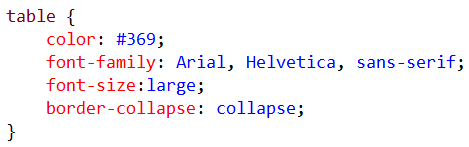 table {
    color: #369;
    font-family: Arial, Helvetica, sans-serif;
    font-size:large;
    border-collapse: collapse;
}